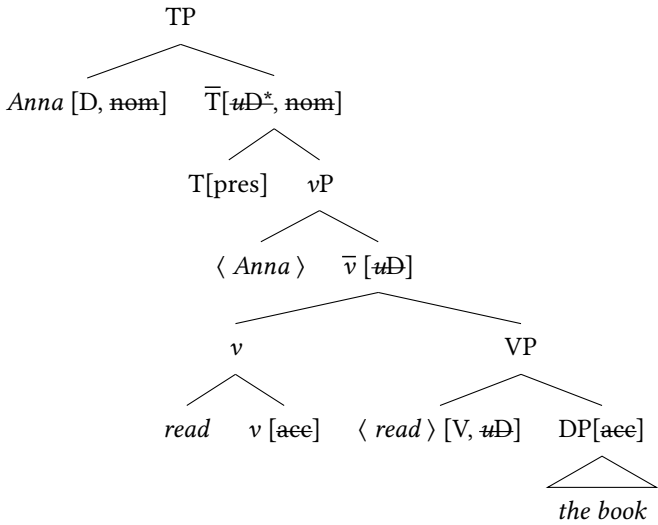 TP
Anna [D, nom] T̅[uD*, nom]
T[pres] vP
⟨ Anna ⟩ v̅ [uD]
v VP
read v [acc] ⟨ read ⟩ [V, uD] DP[acc]
the book